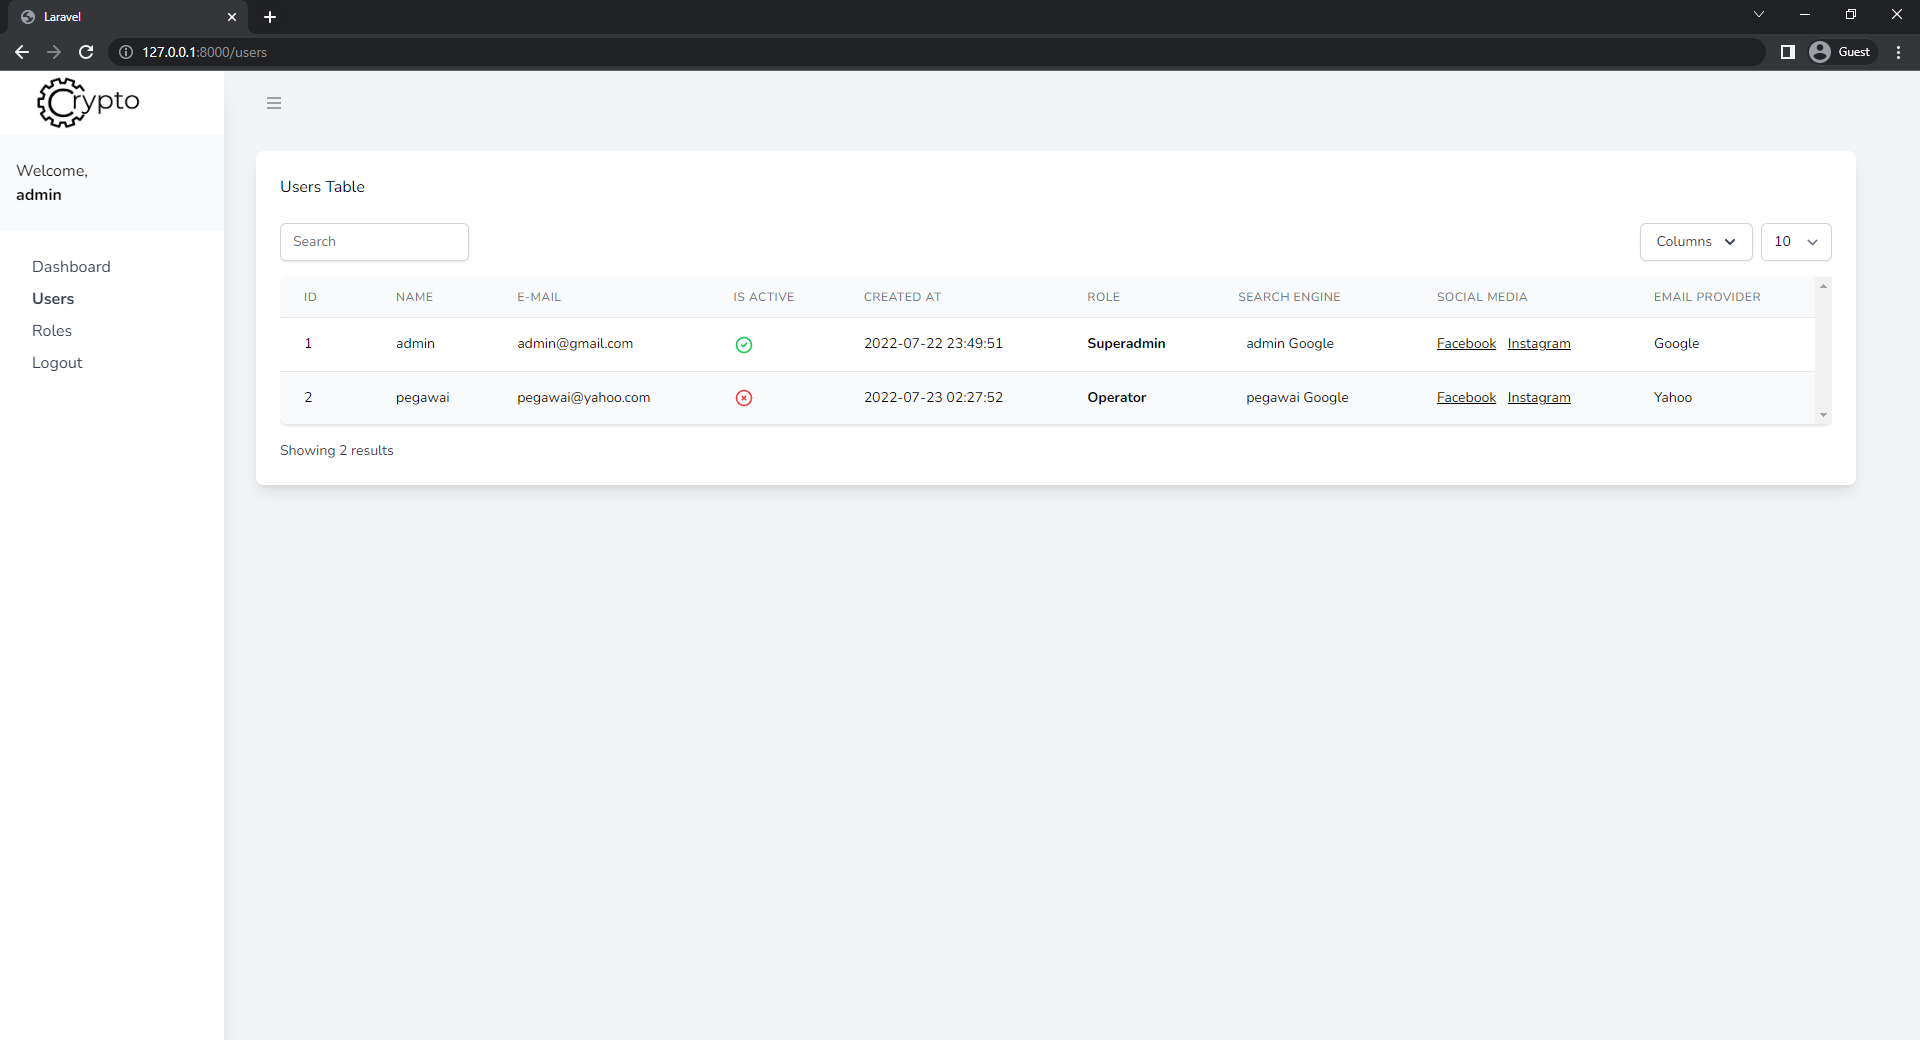 Laravel
127.0.0.1:8000/users
Guest
Crypto
Welcome,
admin
Dashboard
Users
Roles
Logout
Users Table
Search
Columns
10
ID NAME E-MAIL IS ACTIVE CREATED AT ROLE SEARCH ENGINE SOCIAL MEDIA EMAIL PROVIDER
1 admin admin@gmail.com 2022-07-22 23:49:51 Superadmin admin Google Facebook Instagram Google
2 pegawai pegawai@yahoo.com 2022-07-23 02:27:52 Operator pegawai Google Facebook Instagram Yahoo
Showing 2 results